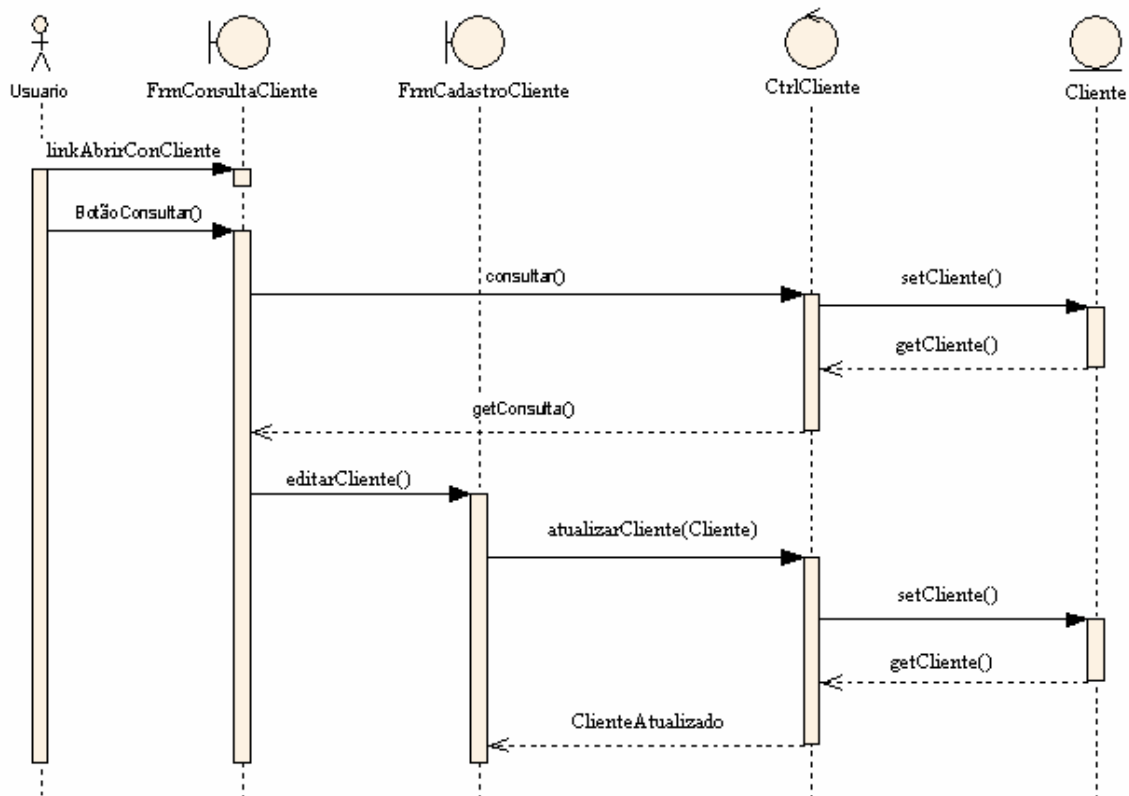 Usuario
FrmConsultaCliente
FrmCadastroCliente
CtrlCliente
Cliente
linkAbrirConCliente
BotãoConsultar()
consultar()
setCliente()
getCliente()
getConsulta()
editarCliente()
atualizarCliente(Cliente)
setCliente()
getCliente()
ClienteAtualizado